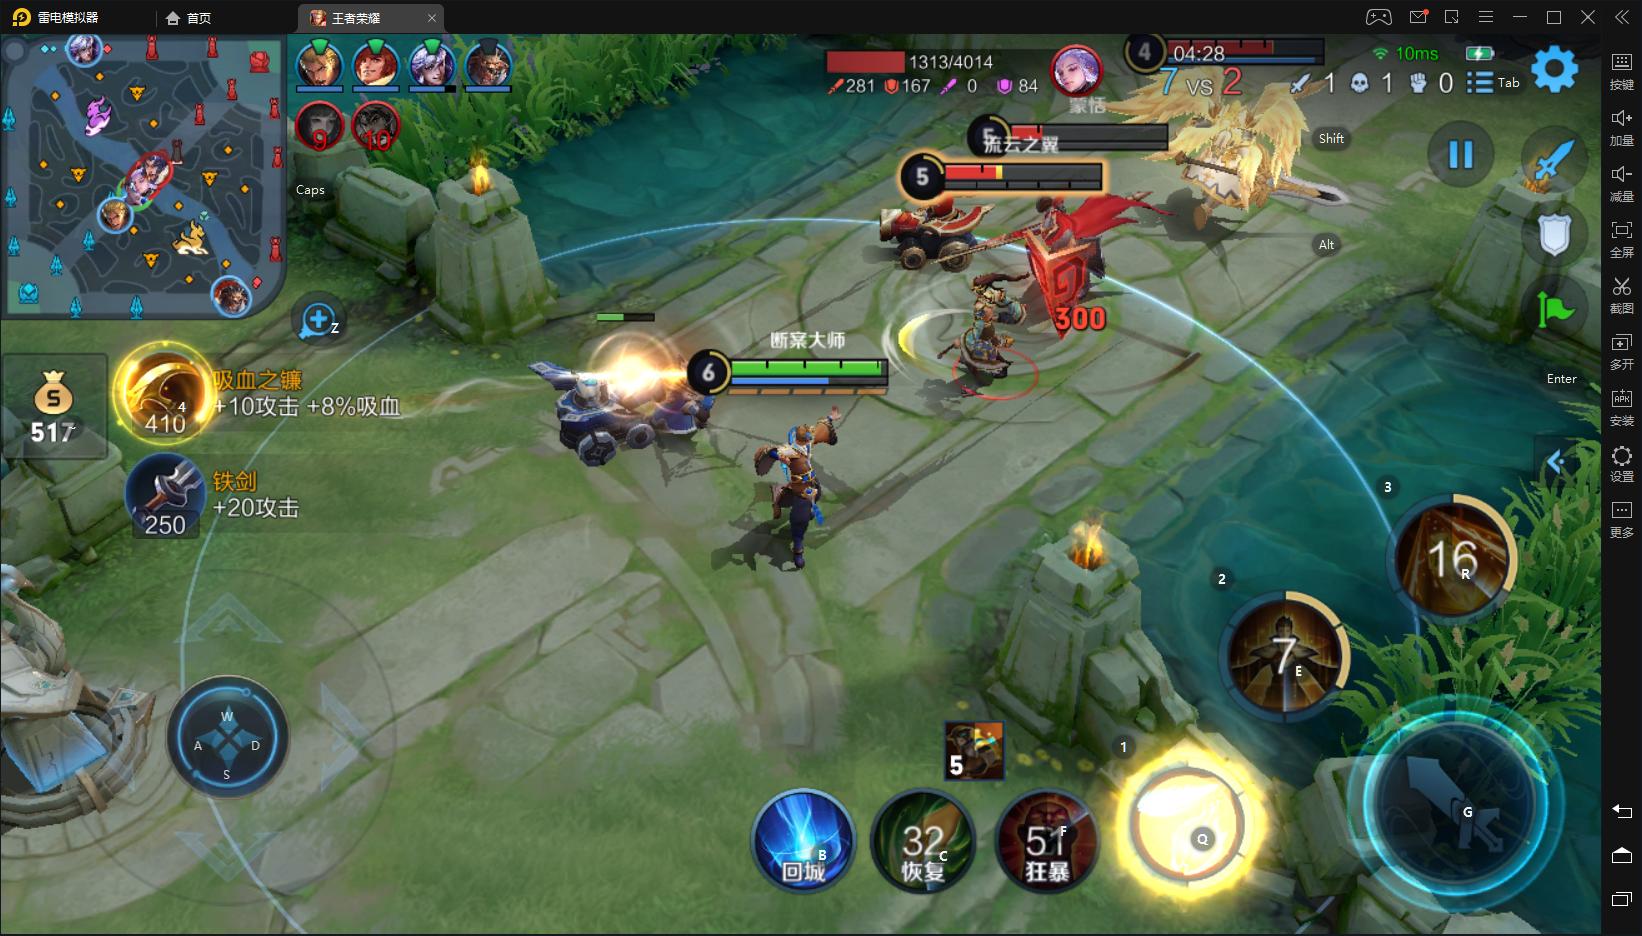 雷电模拟器
首页
王者荣耀
1313/4014
281 167 0 84
蒙恬
4
04:28
7 VS 2
10ms
1 1 0
Tab
9
10
Caps
Shift
Alt
Enter
5
流云之翼
5
300
断案大师
6
Z
517
410
4
吸血之镰
+10攻击 +8%吸血
250
铁剑
+20攻击
W
A
D
S
5
回城
B
32
恢复
C
51
狂暴
F
1
Q
2
7
E
3
16
R
G
按键
加量
减量
全屏
截图
多开
APK
安装
设置
更多